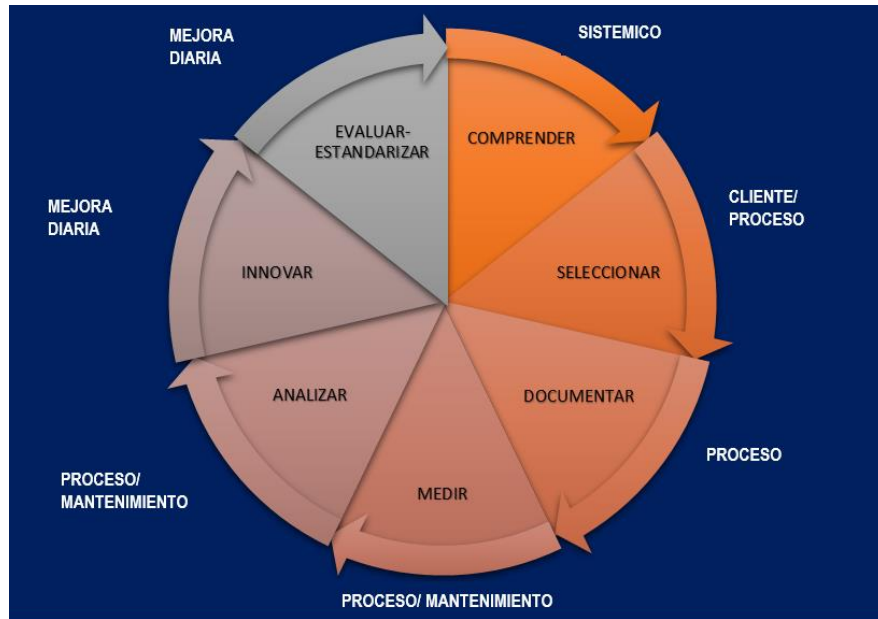 MEJORA
DIARIA
SISTEMICO
EVALUAR-
ESTANDARIZAR
COMPRENDER
MEJORA
DIARIA
CLIENTE/
PROCESO
INNOVAR
SELECCIONAR
ANALIZAR
DOCUMENTAR
PROCESO/
MANTENIMIENTO
PROCESO
MEDIR
PROCESO/ MANTENIMIENTO